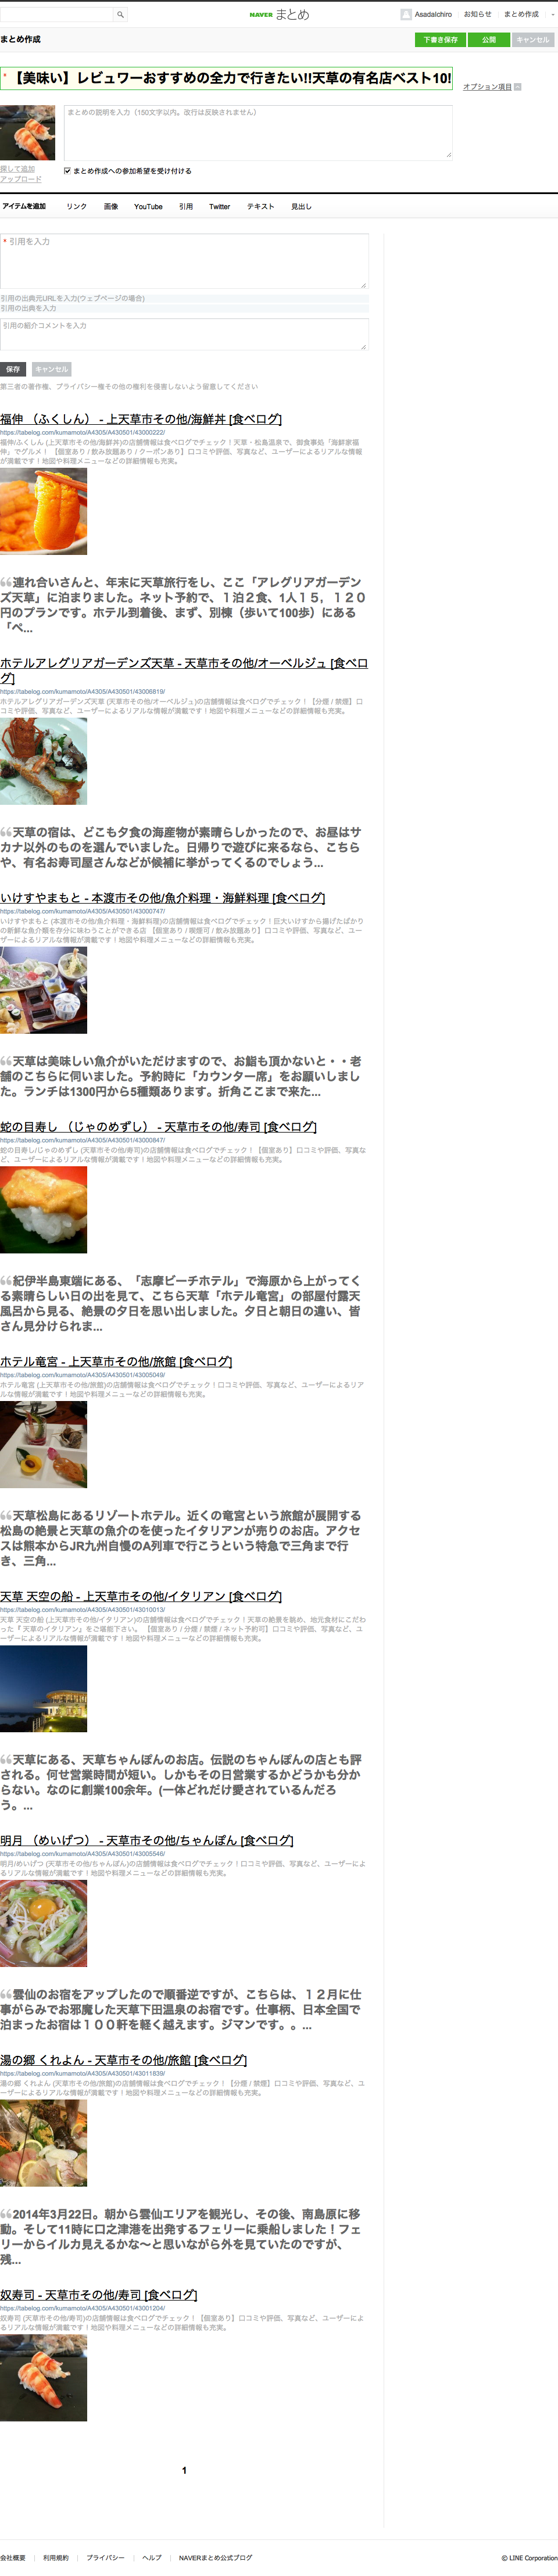 NAVER まとめ
AsadaIchiro お知らせ まとめ作成
まとめ作成
下書き保存 公開 キャンセル
* 【美味い】レビュワーおすすめの全力で行きたい!!天草の有名店ベスト10!
オプション項目
まとめの説明を入力（150文字以内。改行は反映されません）
探して追加
アップロード
まとめ作成への参加希望を受け付ける
アイテムを追加 リンク 画像 YouTube 引用 Twitter テキスト 見出し
* 引用を入力
引用の出典元URLを入力(ウェブページの場合)
引用の出典を入力
引用の紹介コメントを入力
保存 キャンセル
第三者の著作権、プライバシー権その他の権利を侵害しないよう留意してください
福伸 （ふくしん） - 上天草市その他/海鮮丼 [食べログ]
https://tabelog.com/kumamoto/A4305/A430501/43000222/
福伸/ふくしん (上天草市その他/海鮮丼)の店舗情報は食べログでチェック！天草・松島温泉で、御食事処「海鮮家福
伸」でグルメ！ 【個室あり / 飲み放題あり / クーポンあり】口コミや評価、写真など、ユーザーによるリアルな情報
が満載です！地図や料理メニューなどの詳細情報も充実。
連れ合いさんと、年末に天草旅行をし、ここ「アレグリアガーデン
ズ天草」に泊まりました。ネット予約で、１泊２食、1人１５，１２０
円のプランです。ホテル到着後、まず、別棟（歩いて100歩）にある
「ペ...
ホテルアレグリアガーデンズ天草 - 天草市その他/オーベルジュ [食べロ
グ]
https://tabelog.com/kumamoto/A4305/A430501/43006819/
ホテルアレグリアガーデンズ天草 (天草市その他/オーベルジュ)の店舗情報は食べログでチェック！【分煙 / 禁煙】口
コミや評価、写真など、ユーザーによるリアルな情報が満載です！地図や料理メニューなどの詳細情報も充実。
天草の宿は、どこも夕食の海産物が素晴らしかったので、お昼はサ
カナ以外のものを選んでいました。日帰りで遊びに来るなら、こちら
や、有名お寿司屋さんなどが候補に挙がってくるのでしょう...
いけすやまもと - 本渡市その他/魚介料理・海鮮料理 [食べログ]
https://tabelog.com/kumamoto/A4305/A430501/43000747/
いけすやまもと (本渡市その他/魚介料理・海鮮料理)の店舗情報は食べログでチェック！巨大いけすから揚げたばかり
の新鮮な魚介類を存分に味わうことができる店 【個室あり / 喫煙可 / 飲み放題あり】口コミや評価、写真など、ユー
ザーによるリアルな情報が満載です！地図や料理メニューなどの詳細情報も充実。
天草は美味しい魚介がいただけますので、お鮨も頂かないと・・老
舗のこちらに伺いました。予約時に「カウンター席」をお願いしまし
た。ランチは1300円から5種類あります。折角ここまで来た...
蛇の目寿し （じゃのめずし） - 天草市その他/寿司 [食べログ]
https://tabelog.com/kumamoto/A4305/A430501/43000847/
蛇の目寿し/じゃのめずし (天草市その他/寿司)の店舗情報は食べログでチェック！【個室あり】口コミや評価、写真な
ど、ユーザーによるリアルな情報が満載です！地図や料理メニューなどの詳細情報も充実。
紀伊半島東端にある、「志摩ビーチホテル」で海原から上がってく
る素晴らしい日の出を見て、こちら天草「ホテル竜宮」の部屋付露天
風呂から見る、絶景の夕日を思い出しました。夕日と朝日の違い、皆
さん見分けられま...
ホテル竜宮 - 上天草市その他/旅館 [食べログ]
https://tabelog.com/kumamoto/A4305/A430501/43005049/
ホテル竜宮 (上天草市その他/旅館)の店舗情報は食べログでチェック！口コミや評価、写真など、ユーザーによるリア
ルな情報が満載です！地図や料理メニューなどの詳細情報も充実。
天草松島にあるリゾートホテル。近くの竜宮という旅館が展開する
松島の絶景と天草の魚介のを使ったイタリアンが売りのお店。アクセ
スは熊本からJR九州自慢のA列車で行こうという特急で三角まで行
き、三角...
天草 天空の船 - 上天草市その他/イタリアン [食べログ]
https://tabelog.com/kumamoto/A4305/A430501/43010013/
天草 天空の船 (上天草市その他/イタリアン)の店舗情報は食べログでチェック！天草の絶景を眺め、地元食材にこだわ
った『 天草のイタリアン』をご堪能下さい。 【個室あり / 分煙 / 禁煙 / ネット予約可】口コミや評価、写真など、ユ
ーザーによるリアルな情報が満載です！地図や料理メニューなどの詳細情報も充実。
天草にある、天草ちゃんぽんのお店。伝説のちゃんぽんの店とも評
される。何せ営業時間が短い。しかもその日営業するかどうかも分か
らない。なのに創業100余年。(一体どれだけ愛されているんだろ
う。...
明月 （めいげつ） - 天草市その他/ちゃんぽん [食べログ]
https://tabelog.com/kumamoto/A4305/A430501/43005546/
明月/めいげつ (天草市その他/ちゃんぽん)の店舗情報は食べログでチェック！口コミや評価、写真など、ユーザーによ
るリアルな情報が満載です！地図や料理メニューなどの詳細情報も充実。
雲仙のお宿をアップしたので順番逆ですが、こちらは、１２月に仕
事がらみでお邪魔した天草下田温泉のお宿です。仕事柄、日本全国で
泊まったお宿は１００軒を軽く越えます。ジマンです。。...
湯の郷 くれよん - 天草市その他/旅館 [食べログ]
https://tabelog.com/kumamoto/A4305/A430501/43011839/
湯の郷 くれよん (天草市その他/旅館)の店舗情報は食べログでチェック！【分煙 / 禁煙】口コミや評価、写真など、ユ
ーザーによるリアルな情報が満載です！地図や料理メニューなどの詳細情報も充実。
2014年3月22日。朝から雲仙エリアを観光し、その後、南島原に移
動。そして11時に口之津港を出発するフェリーに乗船しました！フェ
リーからイルカ見えるかな〜と思いながら外を見ていたのですが、
残...
奴寿司 - 天草市その他/寿司 [食べログ]
https://tabelog.com/kumamoto/A4305/A430501/43001204/
奴寿司 (天草市その他/寿司)の店舗情報は食べログでチェック！【個室あり】口コミや評価、写真など、ユーザーによ
るリアルな情報が満載です！地図や料理メニューなどの詳細情報も充実。
1
会社概要 利用規約 プライバシー ヘルプ NAVERまとめ公式ブログ
© LINE Corporation